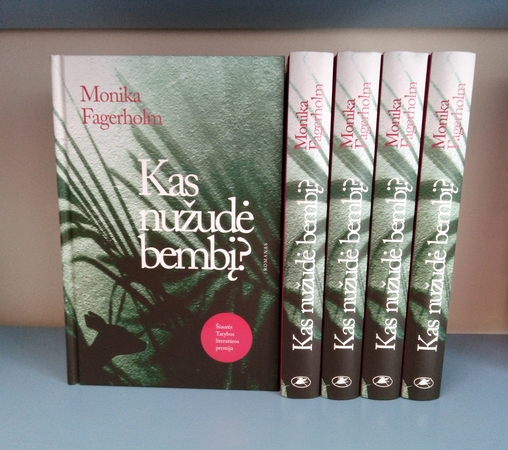 Monika
Fagerholm
Kas
nužudė
bembį?
ROMANAS
Šiaurės
Tarybos
literatūros
premija
Monika
Fagerholm
Kas nužudė bembį?
Monika
Fagerholm
Kas nužudė bembį?
Monika
Fagerholm
Kas nužudė bembį?
Monika
Fagerholm
Kas nužudė bembį?